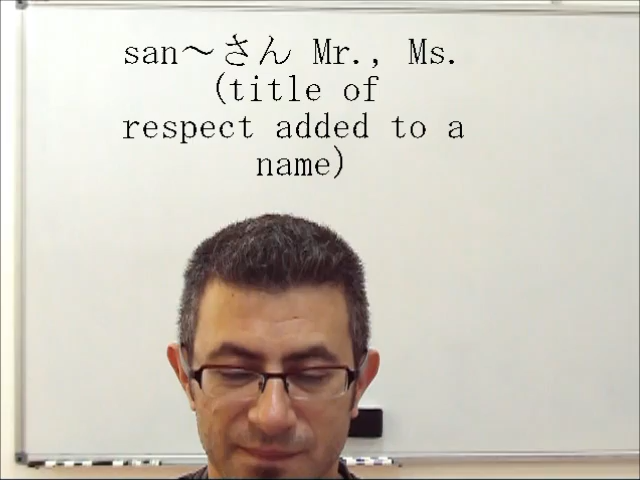 san～さん Mr., Ms.
(title of
respect added to a
name)